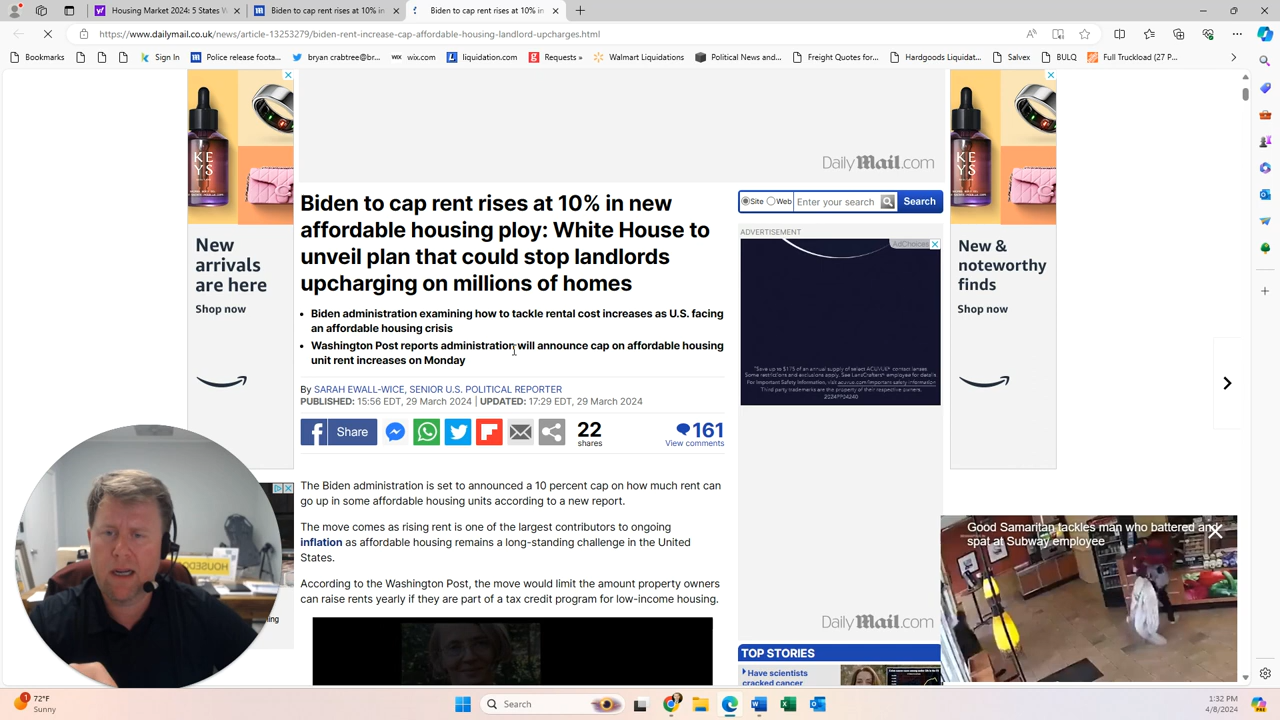 Housing Market 2024: 5 States W
Biden to cap rent rises at 10% in
Biden to cap rent rises at 10% in
https://www.dailymail.co.uk/news/article-13253279/biden-rent-increase-cap-affordable-housing-landlord-upcharges.html
Bookmarks
Sign In
Police release foota...
bryan crabtree@br...
wix.com
liquidation.com
Requests »
Walmart Liquidations
Political News and...
Freight Quotes for...
Hardgoods Liquidat...
Salvex
BULQ
Full Truckload (27 P...
KE
YS
New
arrivals
are here
Shop now
DailyMail.com
Biden to cap rent rises at 10% in new
affordable housing ploy: White House to
unveil plan that could stop landlords
upcharging on millions of homes
• Biden administration examining how to tackle rental cost increases as U.S. facing
an affordable housing crisis
• Washington Post reports administration will announce cap on affordable housing
unit rent increases on Monday
By SARAH EWALL-WICE, SENIOR U.S. POLITICAL REPORTER
PUBLISHED: 15:56 EDT, 29 March 2024 | UPDATED: 17:29 EDT, 29 March 2024
Share
22
shares
161
View comments
The Biden administration is set to announced a 10 percent cap on how much rent can
go up in some affordable housing units according to a new report.
The move comes as rising rent is one of the largest contributors to ongoing
inflation as affordable housing remains a long-standing challenge in the United
States.
According to the Washington Post, the move would limit the amount property owners
can raise rents yearly if they are part of a tax credit program for low-income housing.
Site Web Enter your search Search
ADVERTISEMENT
AdChoices
DailyMail.com
TOP STORIES
Have scientists
cracked cancer
KE
YS
New &
noteworthy
finds
Shop now
Good Samaritan tackles man who battered and
spat at Subway employee
HOUSEDOG
72°F
Sunny
Search
1:32 PM
4/8/2024